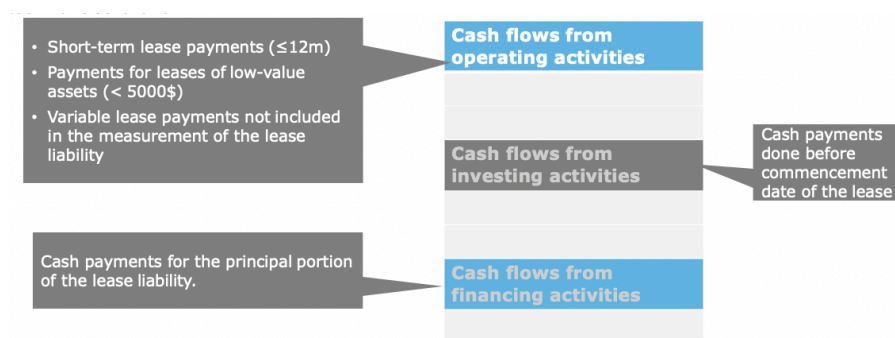 • Short-term lease payments (≤12m)
• Payments for leases of low-value
assets (< 5000$)
• Variable lease payments not included
in the measurement of the lease
liability
Cash flows from
operating activities
Cash flows from
investing activities
Cash payments
done before
commencement
date of the lease
Cash payments for the principal portion
of the lease liability.
Cash flows from
financing activities